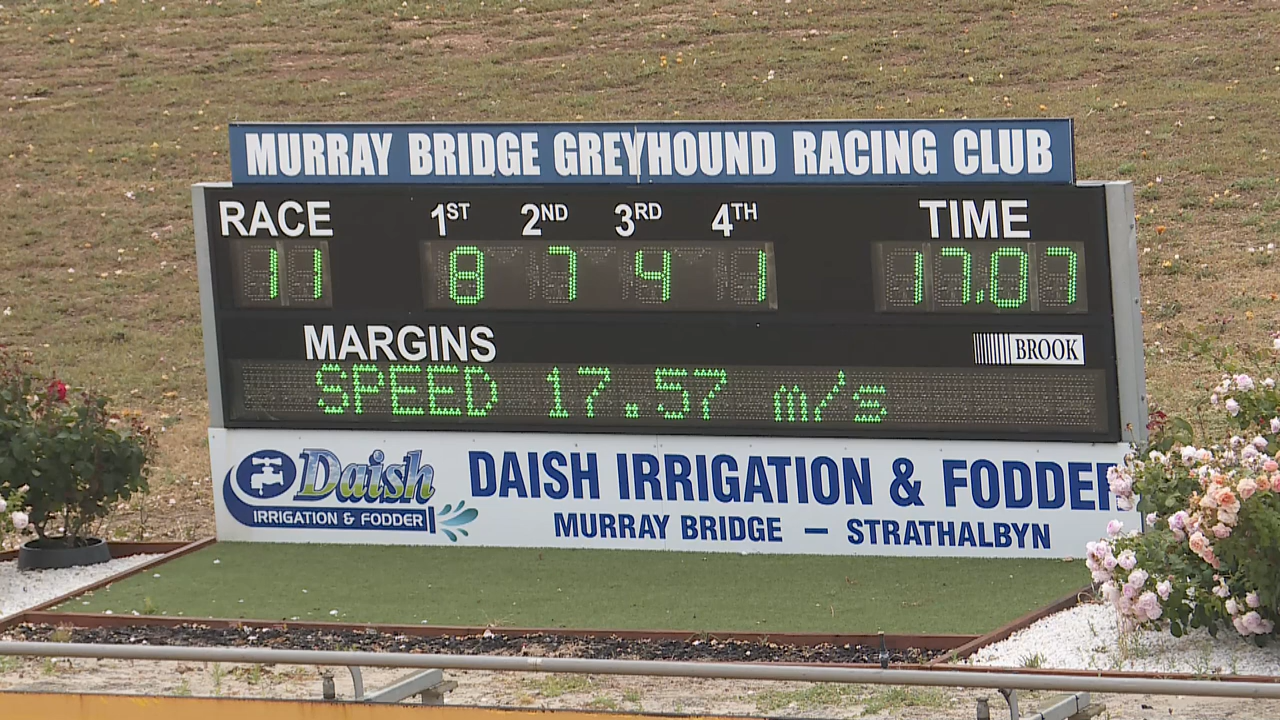 MURRAY BRIDGE GREYHOUND RACING CLUB
RACE 1ST 2ND 3RD 4TH TIME
11 8 7 4 1 17.07
MARGINS
BROOK
SPEED 17.57 m/s
Daish
IRRIGATION & FODDER
DAISH IRRIGATION & FODDER
MURRAY BRIDGE — STRATHALBYN